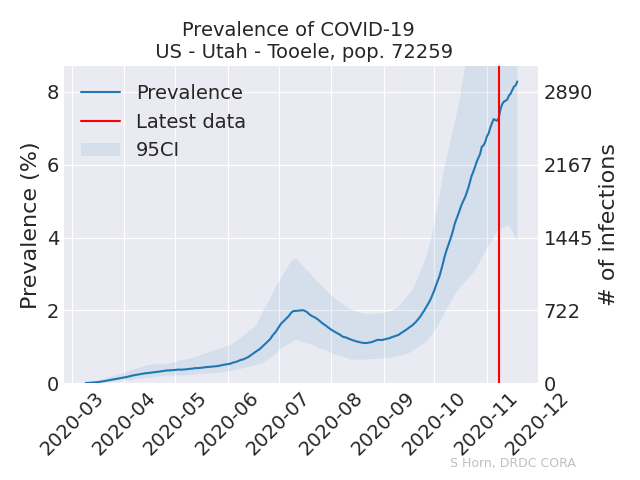 Prevalence of COVID-19
US - Utah - Tooele, pop. 72259
Prevalence
Latest data
95CI
Prevalence (%)
8
6
4
2
0
# of infections
2890
2167
1445
722
0
2020-03
2020-04
2020-05
2020-06
2020-07
2020-08
2020-09
2020-10
2020-11
2020-12
S Horn, DRDC CORA